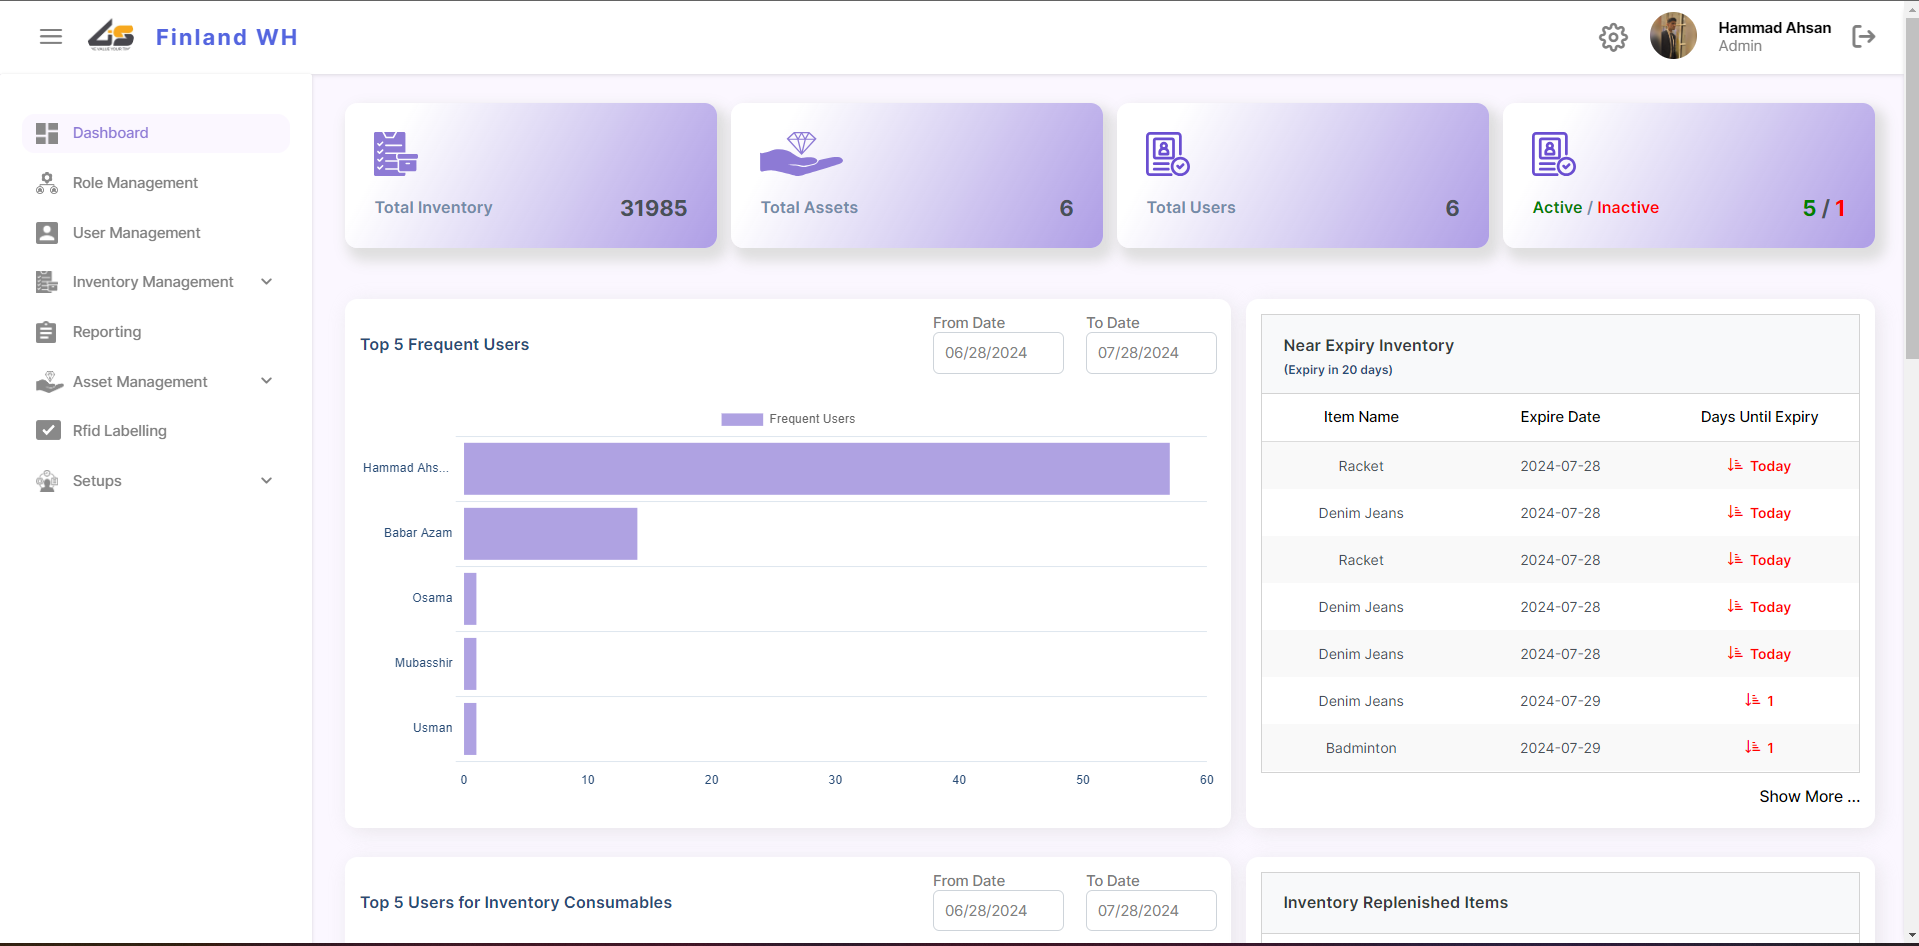 Finland WH
Hammad Ahsan
Admin
Dashboard
Role Management
User Management
Inventory Management
Reporting
Asset Management
Rfid Labelling
Setups
Total Inventory 31985
Total Assets 6
Total Users 6
Active / Inactive 5 / 1
Top 5 Frequent Users
From Date To Date
06/28/2024 07/28/2024
Frequent Users
Hammad Ahs...
Babar Azam
Osama
Mubasshir
Usman
0 10 20 30 40 50 60
Near Expiry Inventory
(Expiry in 20 days)
Item Name Expire Date Days Until Expiry
Racket 2024-07-28 Today
Denim Jeans 2024-07-28 Today
Racket 2024-07-28 Today
Denim Jeans 2024-07-28 Today
Denim Jeans 2024-07-28 Today
Denim Jeans 2024-07-29 1
Badminton 2024-07-29 1
Show More ...
Top 5 Users for Inventory Consumables
From Date To Date
06/28/2024 07/28/2024
Inventory Replenished Items